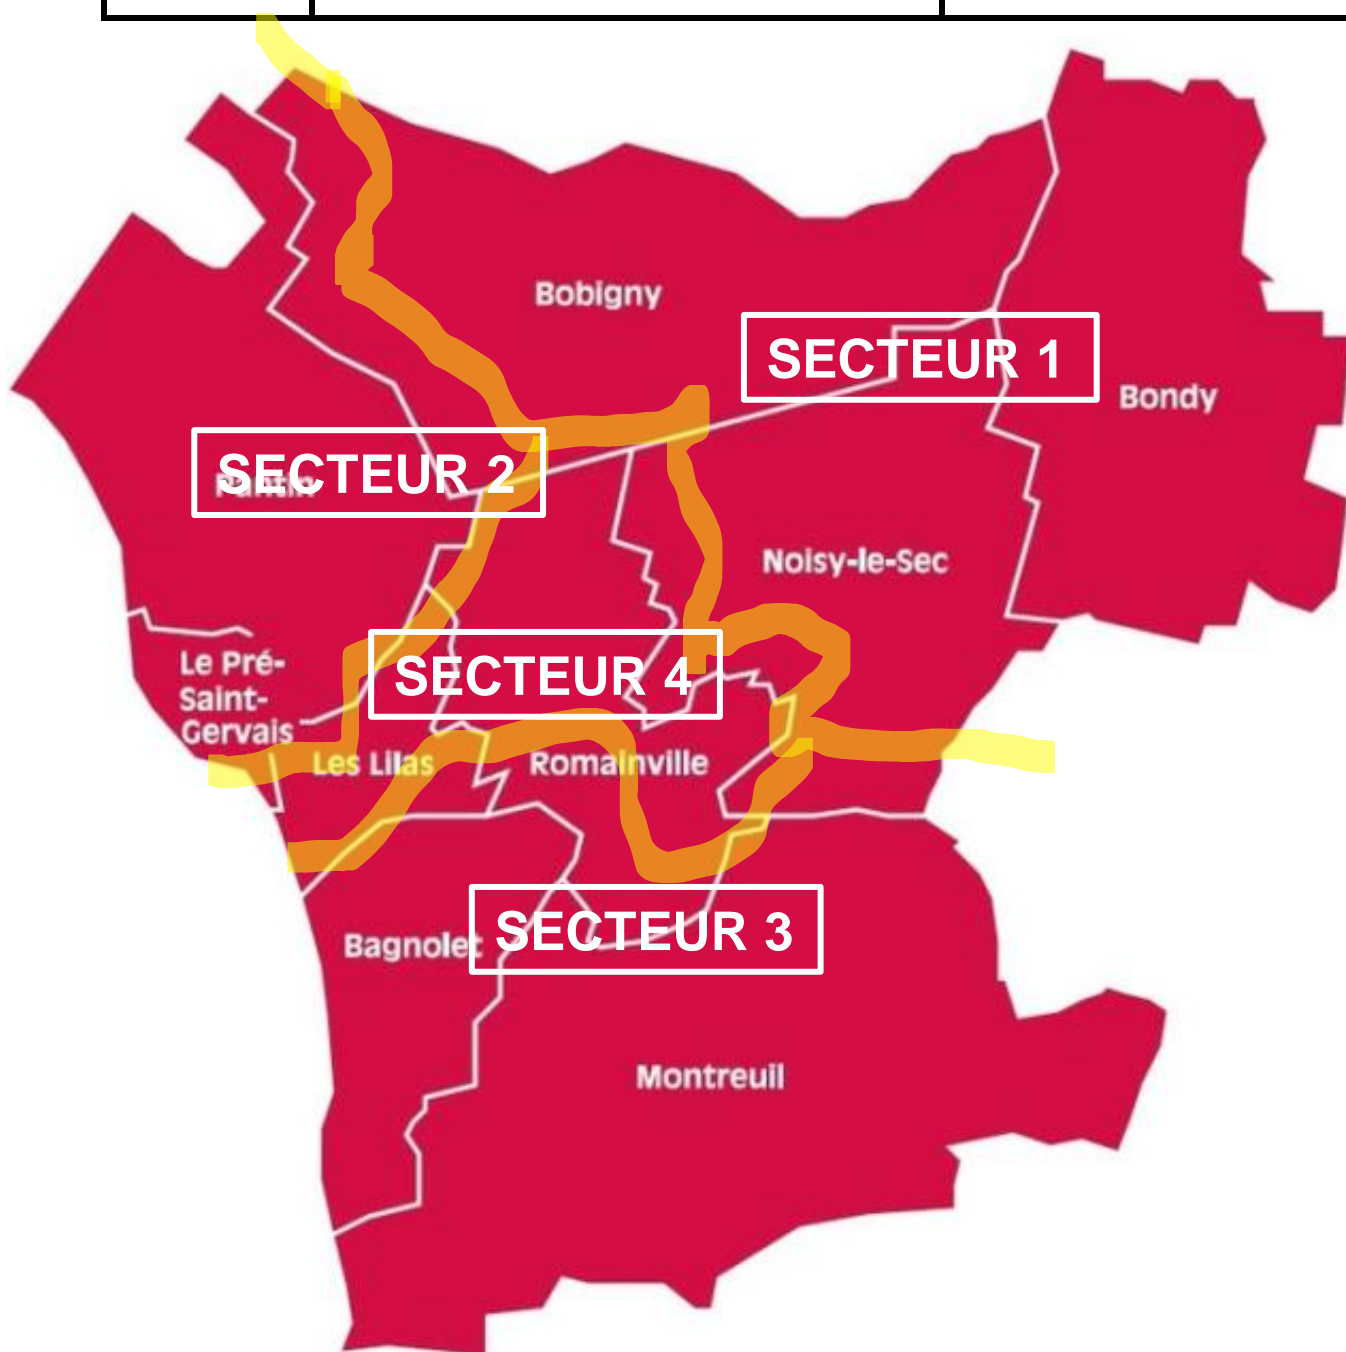 Bobigny
SECTEUR 1
Bondy
SECTEUR 2
Pantin
Noisy-le-Sec
Le Pré-
Saint-
Gervais
SECTEUR 4
Les Lilas
Romainville
SECTEUR 3
Bagnolet
Montreuil